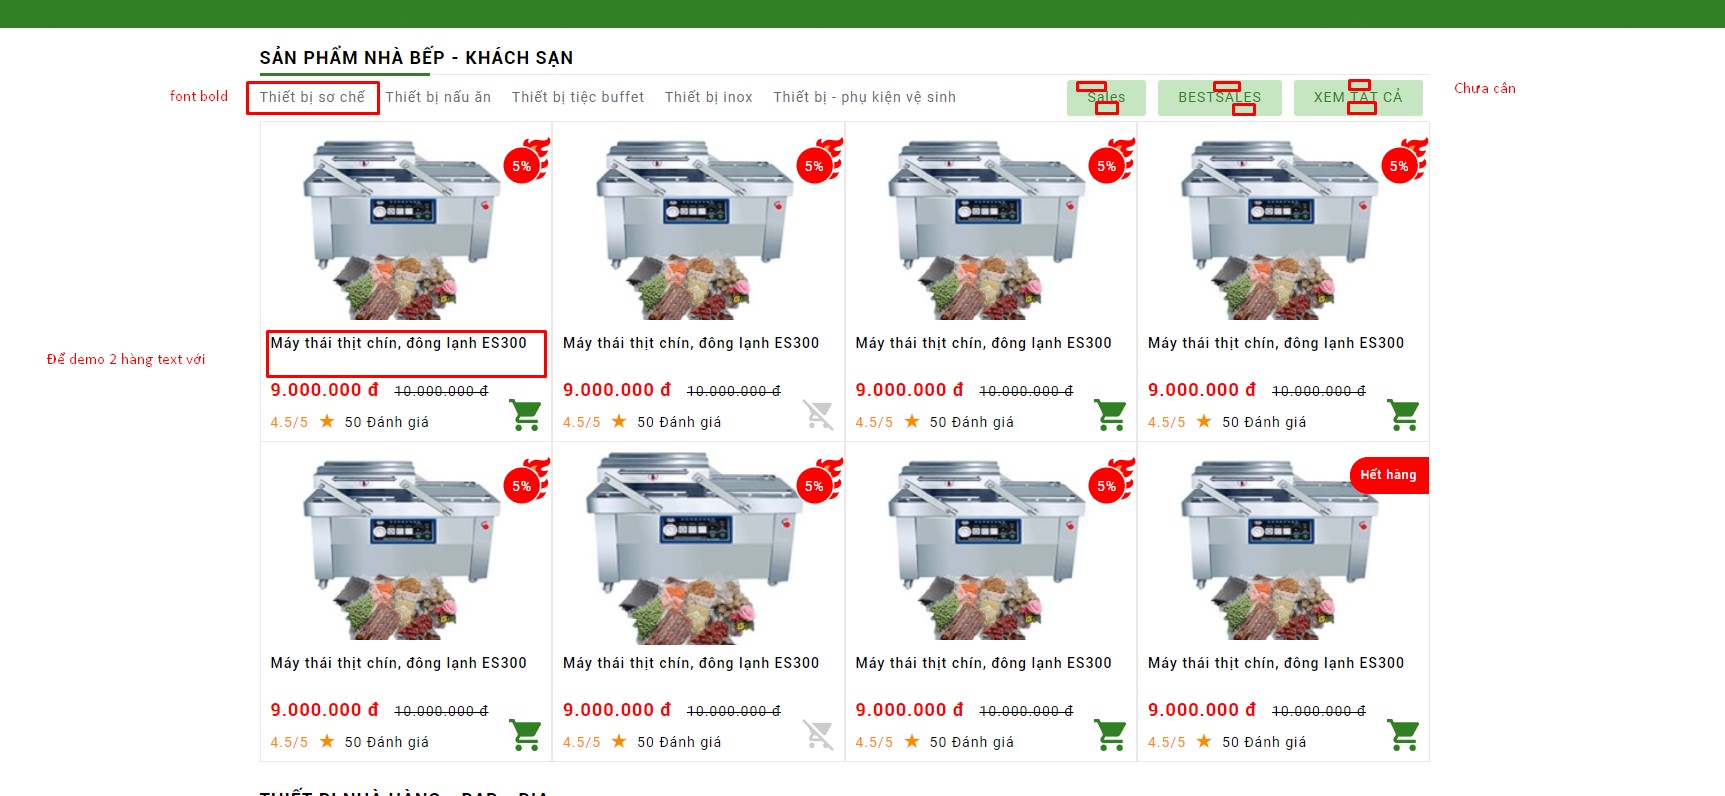 SẢN PHẨM NHÀ BẾP - KHÁCH SẠN
font bold
Thiết bị sơ chế
Thiết bị nấu ăn
Thiết bị tiệc buffet
Thiết bị inox
Thiết bị - phụ kiện vệ sinh
Sales
BESTSALES
XEM TẤT CẢ
Chưa cân
5%
5%
5%
5%
Để demo 2 hàng text với
Máy thái thịt chín, đông lạnh ES300
Máy thái thịt chín, đông lạnh ES300
Máy thái thịt chín, đông lạnh ES300
Máy thái thịt chín, đông lạnh ES300
9.000.000 đ 10.000.000 đ
9.000.000 đ 10.000.000 đ
9.000.000 đ 10.000.000 đ
9.000.000 đ 10.000.000 đ
4.5/5 ★ 50 Đánh giá
4.5/5 ★ 50 Đánh giá
4.5/5 ★ 50 Đánh giá
4.5/5 ★ 50 Đánh giá
5%
5%
5%
Hết hàng
Máy thái thịt chín, đông lạnh ES300
Máy thái thịt chín, đông lạnh ES300
Máy thái thịt chín, đông lạnh ES300
Máy thái thịt chín, đông lạnh ES300
9.000.000 đ 10.000.000 đ
9.000.000 đ 10.000.000 đ
9.000.000 đ 10.000.000 đ
9.000.000 đ 10.000.000 đ
4.5/5 ★ 50 Đánh giá
4.5/5 ★ 50 Đánh giá
4.5/5 ★ 50 Đánh giá
4.5/5 ★ 50 Đánh giá
THIẾT BỊ NHÀ HÀNG - BAR - BIA